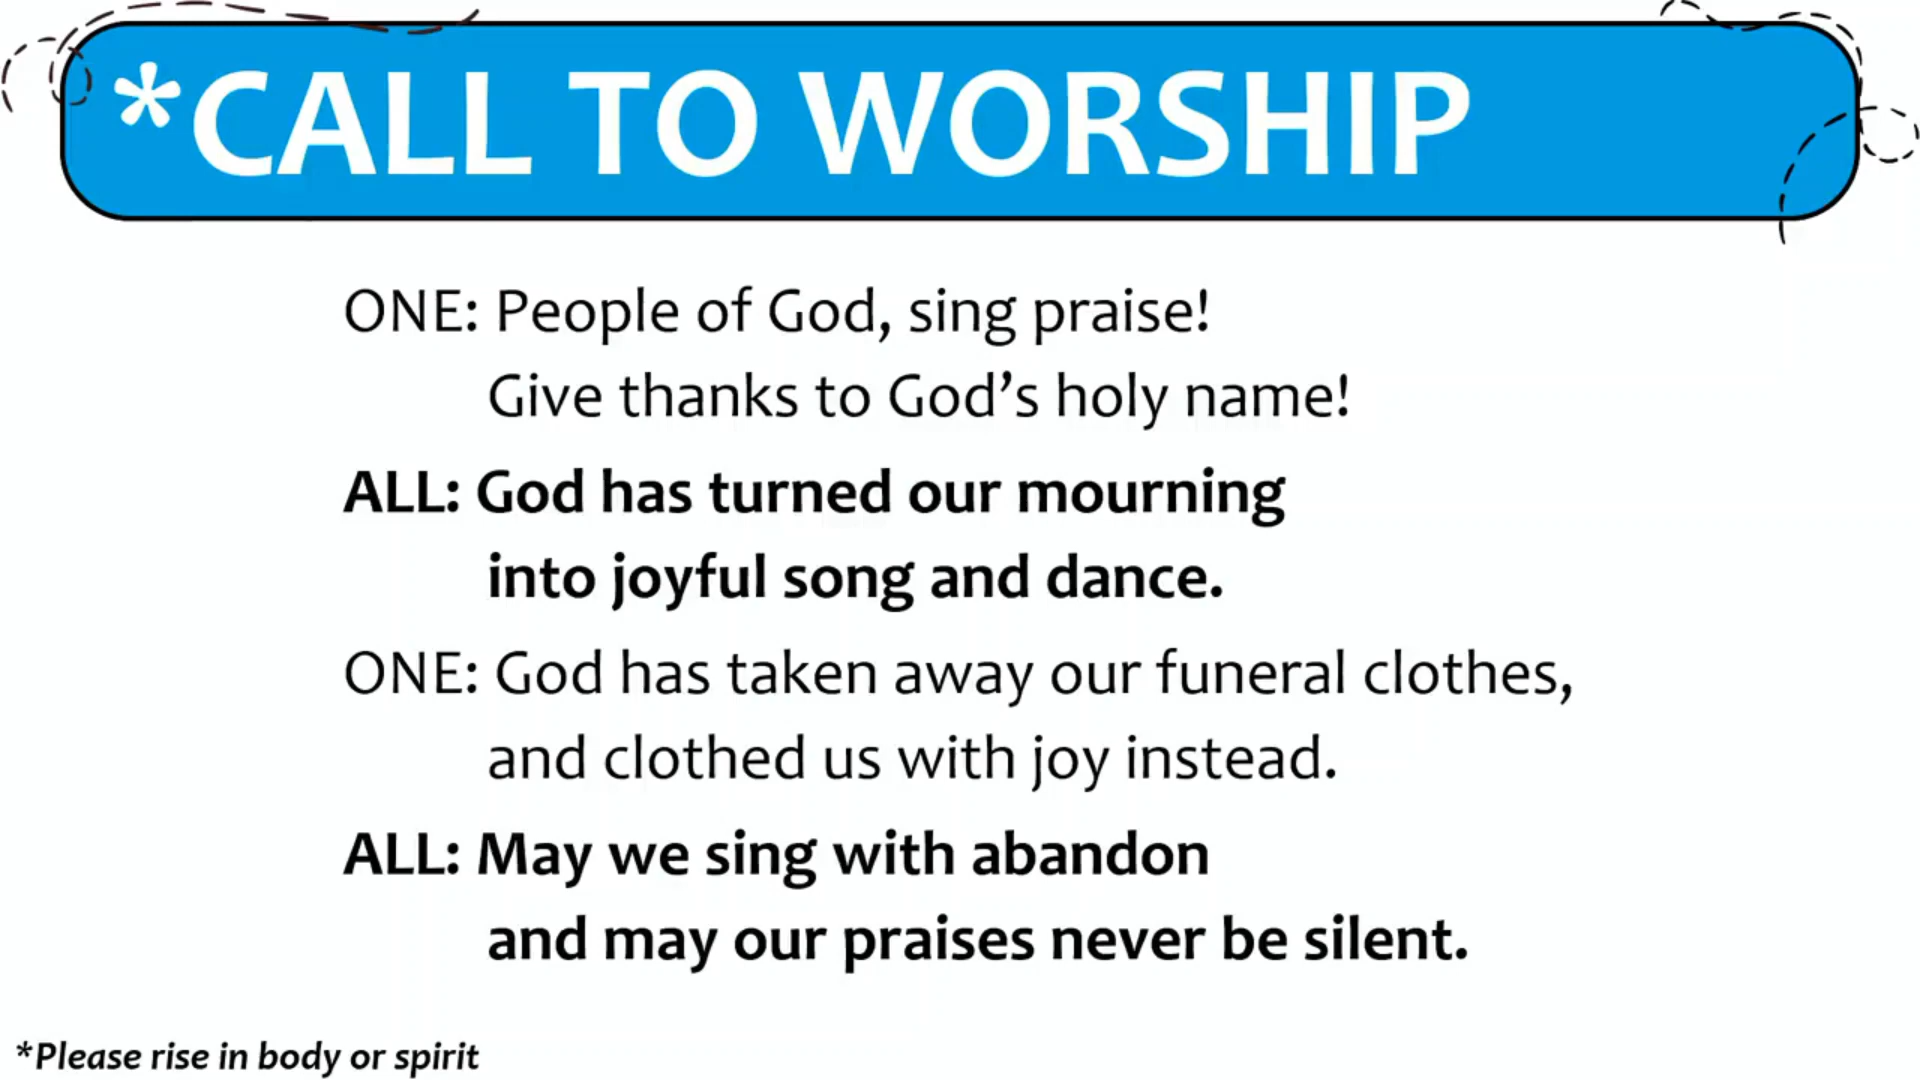 *CALL TO WORSHIP
ONE: People of God, sing praise!
Give thanks to God’s holy name!
ALL: God has turned our mourning
into joyful song and dance.
ONE: God has taken away our funeral clothes,
and clothed us with joy instead.
ALL: May we sing with abandon
and may our praises never be silent.
*Please rise in body or spirit